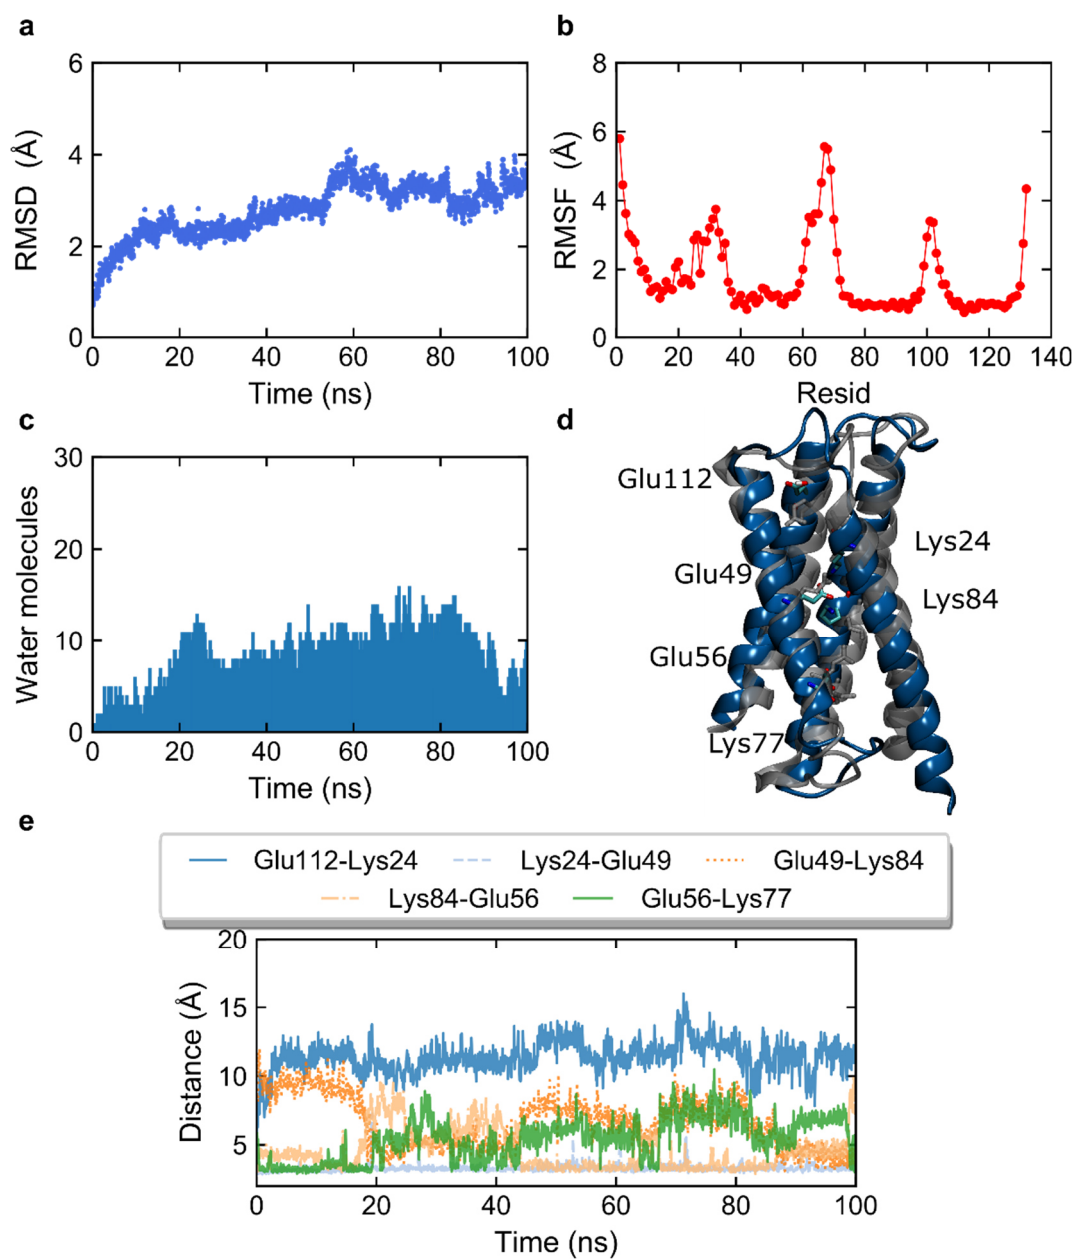 a
b
6
4
2
0
RMSD (Å)
0 20 40 60 80 100
Time (ns)
8
6
4
2
0
RMSF (Å)
0 20 40 60 80 100 120 140
Resid
c
d
30
20
10
0
Water molecules
0 20 40 60 80 100
Time (ns)
Glu112
Lys24
Glu49
Lys84
Glu56
Lys77
e
Glu112-Lys24 Lys24-Glu49 Glu49-Lys84
Lys84-Glu56 Glu56-Lys77
20
15
10
5
Distance (Å)
0 20 40 60 80 100
Time (ns)